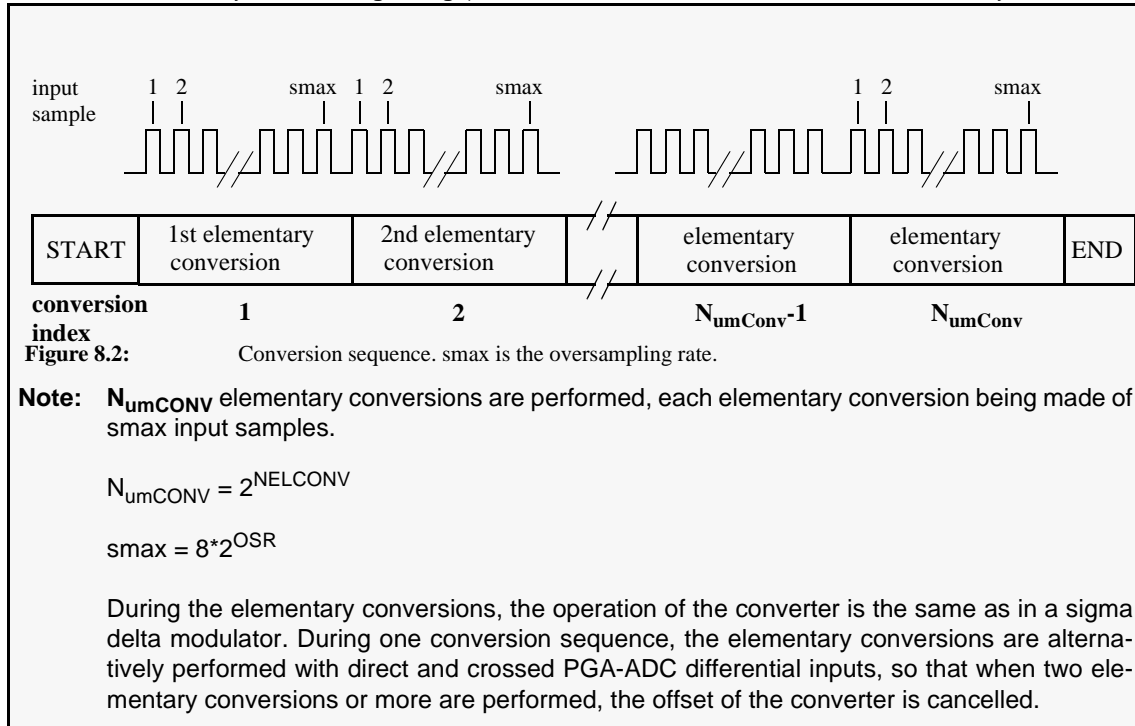 input 1 2 smax 1 2 smax 1 2 smax
sample
START 1st elementary 2nd elementary elementary elementary END
conversion conversion conversion conversion
conversion 1 2 NumConv-1 NumConv
index
Figure 8.2: Conversion sequence. smax is the oversampling rate.
Note: NumCONV elementary conversions are performed, each elementary conversion being made of
smax input samples.
NumCONV = 2^NELCONV
smax = 8*2^OSR
During the elementary conversions, the operation of the converter is the same as in a sigma
delta modulator. During one conversion sequence, the elementary conversions are alterna-
tively performed with direct and crossed PGA-ADC differential inputs, so that when two ele-
mentary conversions or more are performed, the offset of the converter is cancelled.